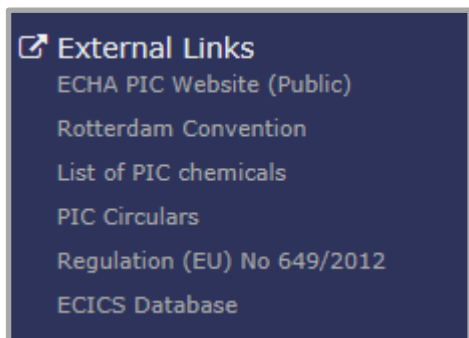 External Links
ECHA PIC Website (Public)
Rotterdam Convention
List of PIC chemicals
PIC Circulars
Regulation (EU) No 649/2012
ECICS Database